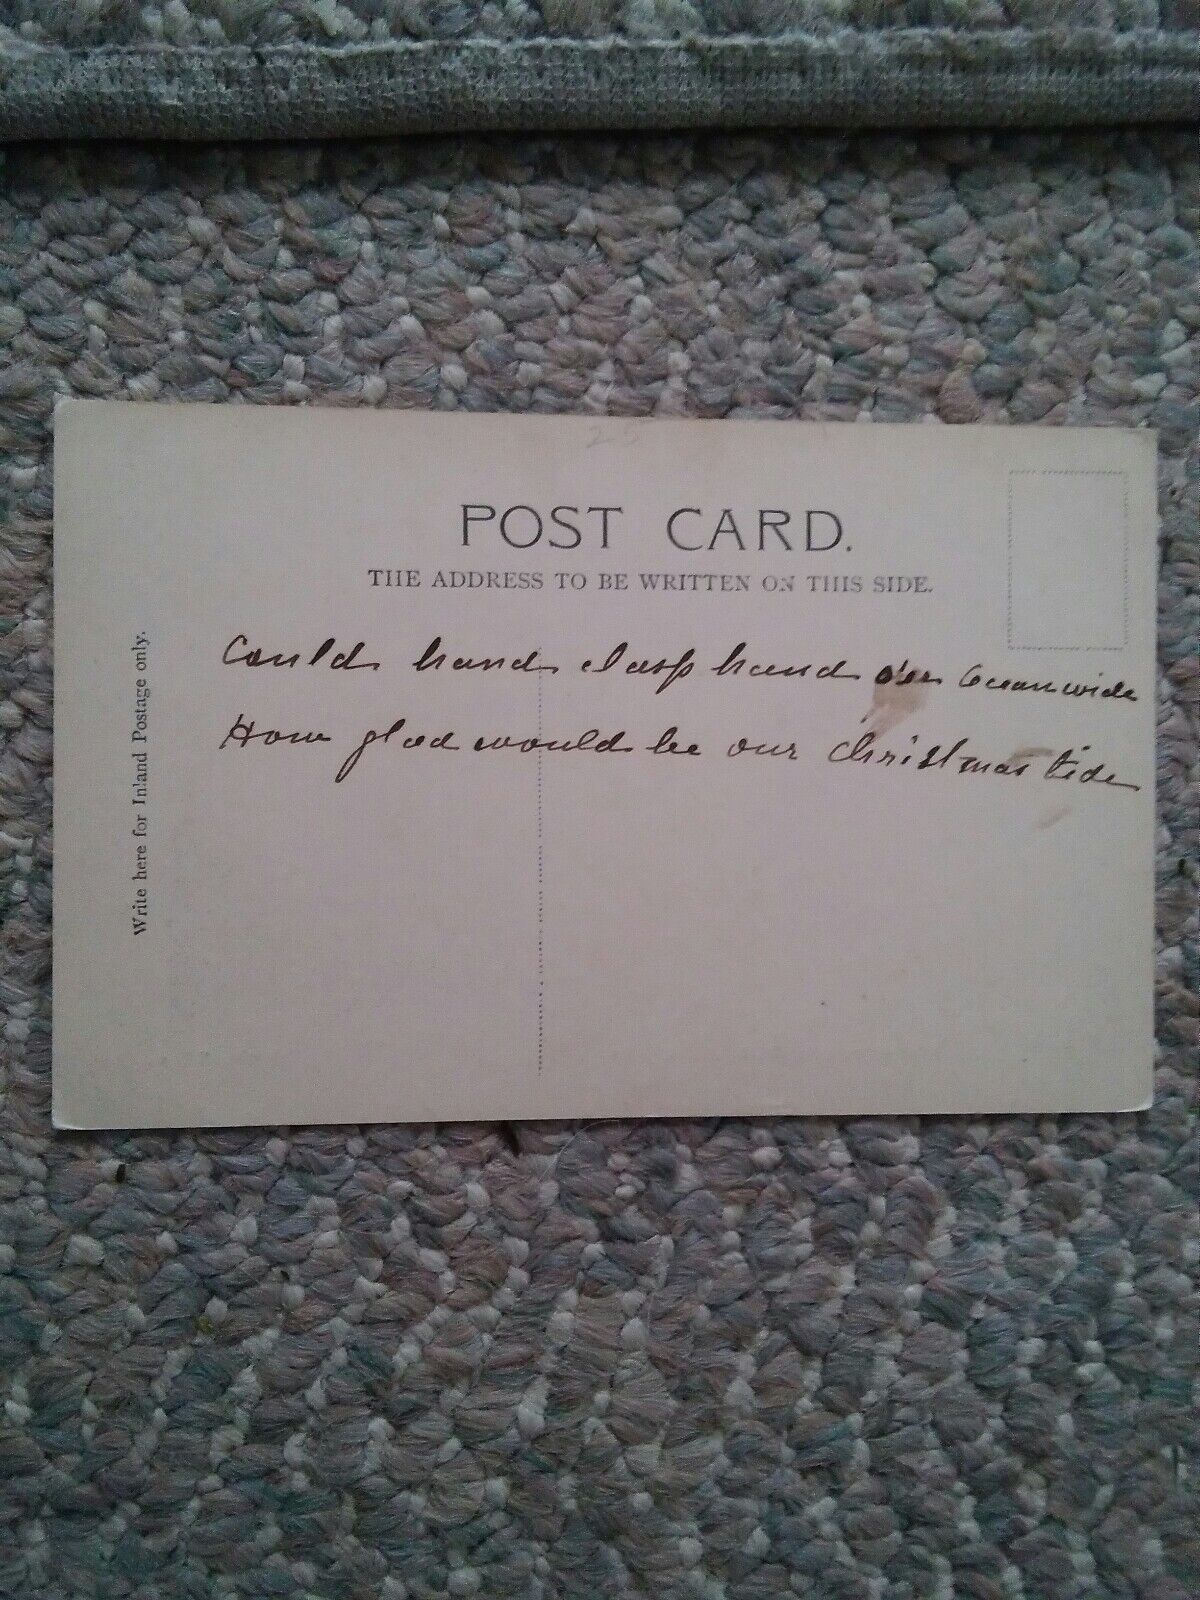 25
POST CARD.
THE ADDRESS TO BE WRITTEN ON THIS SIDE.
Write here for Inland Postage only.
Could hand clasp hand o'er Ocean wide
How glad would be our Christmas tide